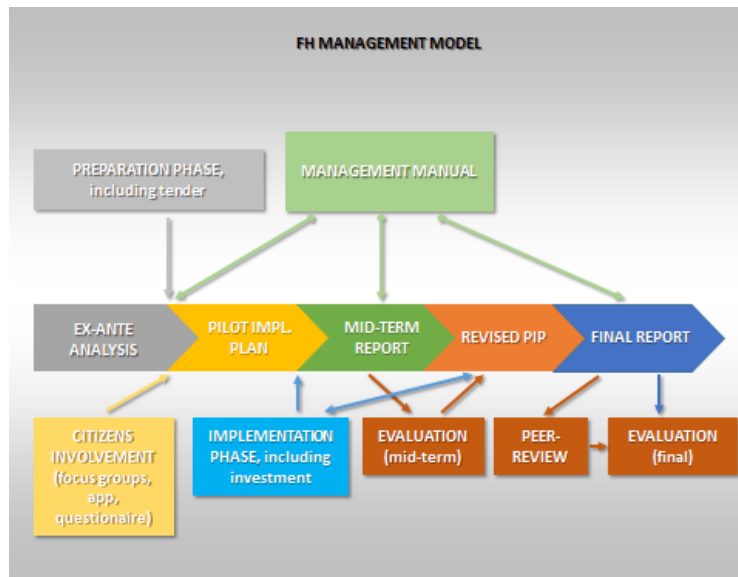 FH MANAGEMENT MODEL
PREPARATION PHASE,
including tender
MANAGEMENT MANUAL
EX-ANTE
ANALYSIS
PILOT IMPL.
PLAN
MID-TERM
REPORT
REVISED PIP
FINAL REPORT
CITIZENS
INVOLVEMENT
(focus groups,
app,
questionaire)
IMPLEMENTATION
PHASE, including
investment
EVALUATION
(mid-term)
PEER-
REVIEW
EVALUATION
(final)